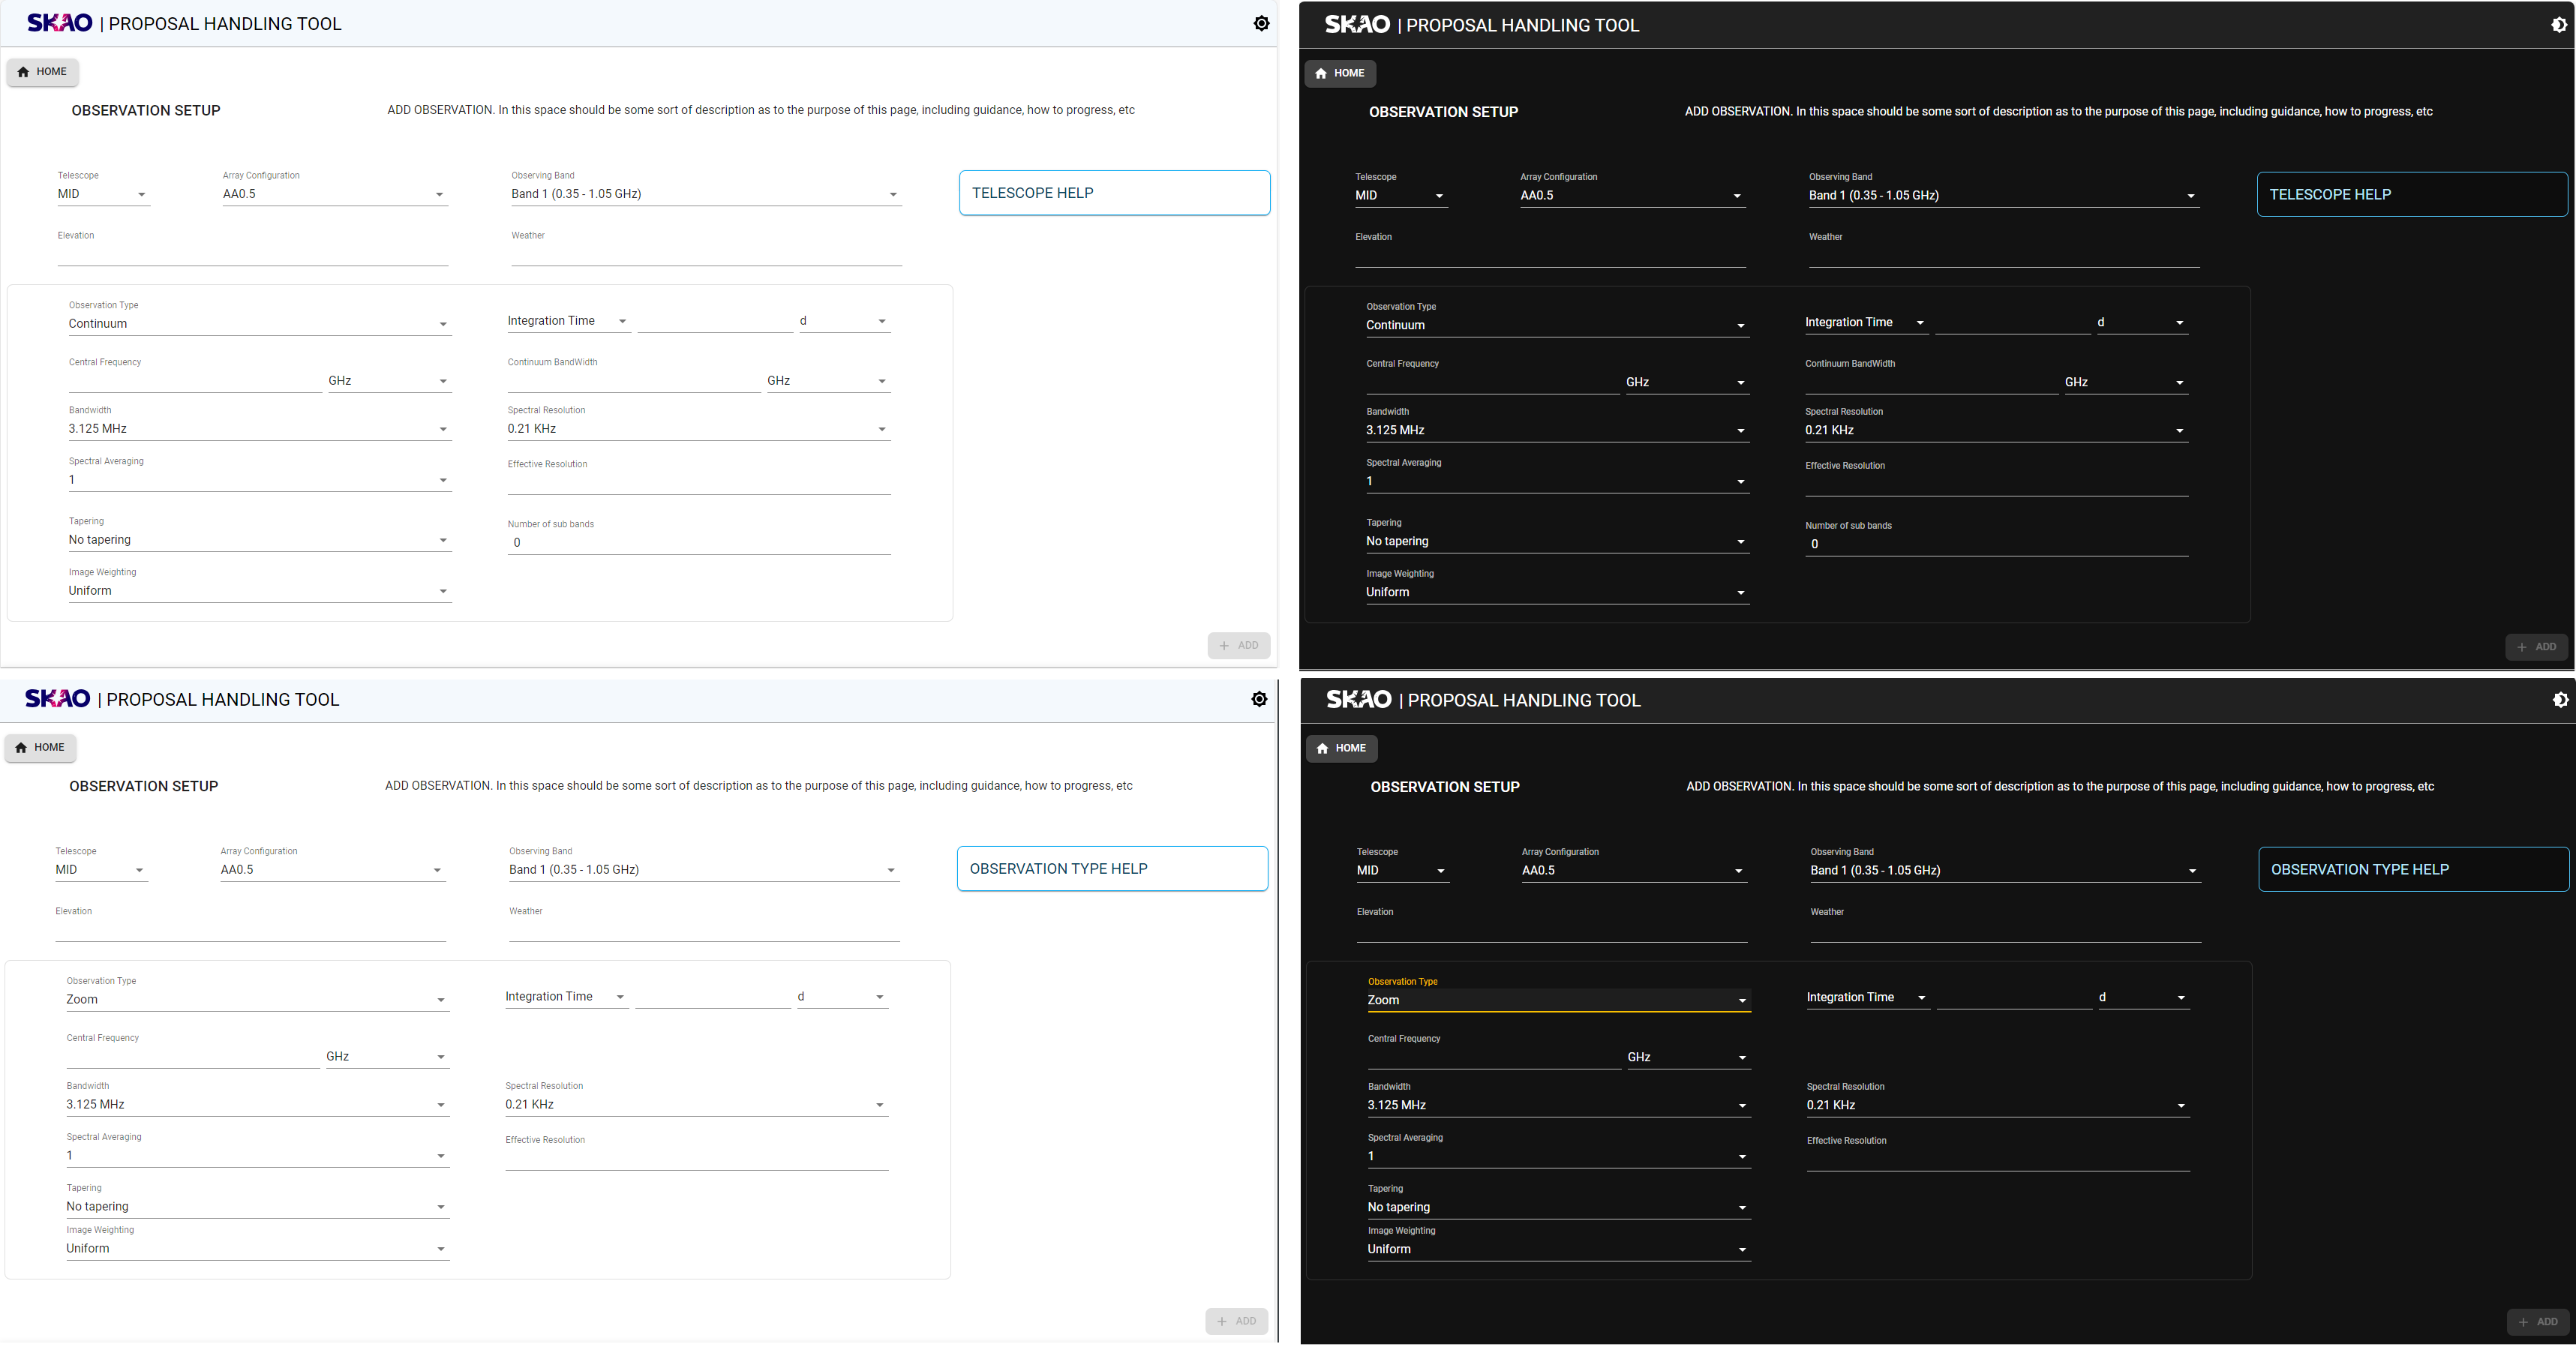 SKAO | PROPOSAL HANDLING TOOL
HOME
OBSERVATION SETUP ADD OBSERVATION. In this space should be some sort of description as to the purpose of this page, including guidance, how to progress, etc
Telescope Array Configuration Observing Band
MID AA0.5 Band 1 (0.35 - 1.05 GHz) TELESCOPE HELP
Elevation Weather
Observation Type
Continuum Integration Time d
Central Frequency Continuum BandWidth
GHz GHz
Bandwidth Spectral Resolution
3.125 MHz 0.21 KHz
Spectral Averaging Effective Resolution
1
Tapering Number of sub bands
No tapering 0
Image Weighting
Uniform
+ ADD
SKAO | PROPOSAL HANDLING TOOL
HOME
OBSERVATION SETUP ADD OBSERVATION. In this space should be some sort of description as to the purpose of this page, including guidance, how to progress, etc
Telescope Array Configuration Observing Band
MID AA0.5 Band 1 (0.35 - 1.05 GHz) TELESCOPE HELP
Elevation Weather
Observation Type
Continuum Integration Time d
Central Frequency Continuum BandWidth
GHz GHz
Bandwidth Spectral Resolution
3.125 MHz 0.21 KHz
Spectral Averaging Effective Resolution
1
Tapering Number of sub bands
No tapering 0
Image Weighting
Uniform
+ ADD
SKAO | PROPOSAL HANDLING TOOL
HOME
OBSERVATION SETUP ADD OBSERVATION. In this space should be some sort of description as to the purpose of this page, including guidance, how to progress, etc
Telescope Array Configuration Observing Band
MID AA0.5 Band 1 (0.35 - 1.05 GHz) OBSERVATION TYPE HELP
Elevation Weather
Observation Type
Zoom Integration Time d
Central Frequency
GHz
Bandwidth Spectral Resolution
3.125 MHz 0.21 KHz
Spectral Averaging Effective Resolution
1
Tapering
No tapering
Image Weighting
Uniform
+ ADD
SKAO | PROPOSAL HANDLING TOOL
HOME
OBSERVATION SETUP ADD OBSERVATION. In this space should be some sort of description as to the purpose of this page, including guidance, how to progress, etc
Telescope Array Configuration Observing Band
MID AA0.5 Band 1 (0.35 - 1.05 GHz) OBSERVATION TYPE HELP
Elevation Weather
Observation Type
Zoom Integration Time d
Central Frequency
GHz
Bandwidth Spectral Resolution
3.125 MHz 0.21 KHz
Spectral Averaging Effective Resolution
1
Tapering
No tapering
Image Weighting
Uniform
+ ADD